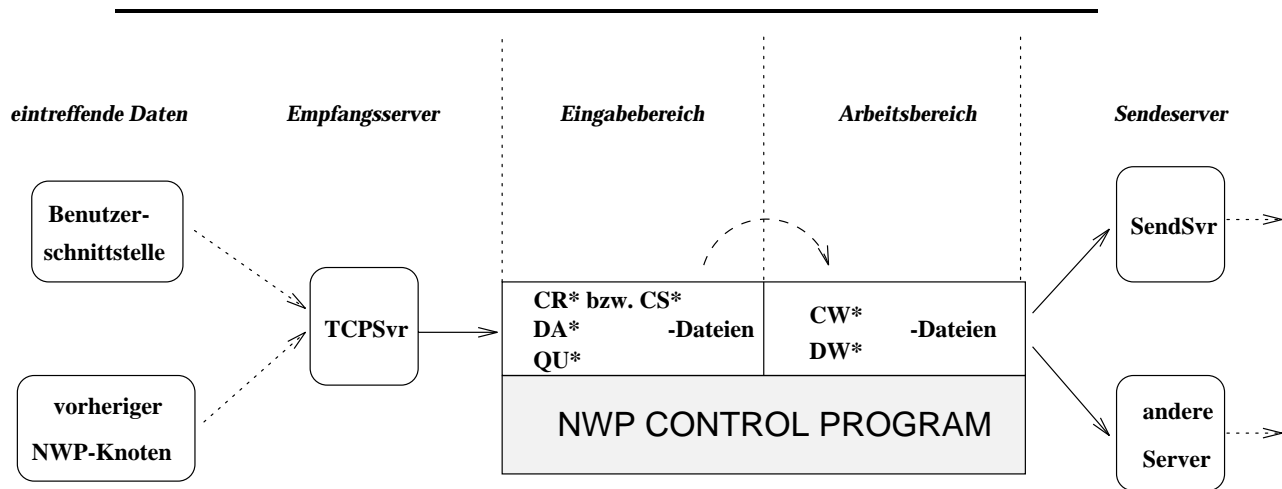 eintreffende Daten
Empfangsserver
Eingabebereich
Arbeitsbereich
Sendeserver
Benutzer-
schnittstelle
vorheriger
NWP-Knoten
TCPSvr
CR* bzw. CS*
DA* -Dateien
QU*
CW* -Dateien
DW*
NWP CONTROL PROGRAM
SendSvr
andere
Server